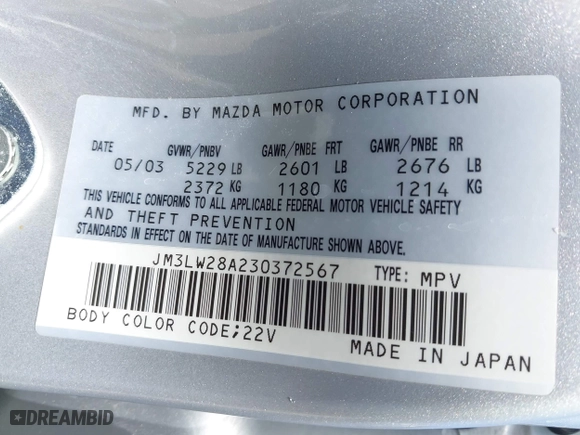 MFD. BY MAZDA MOTOR CORPORATION
DATE GVWR/PNBV GAWR/PNBE FRT GAWR/PNBE RR
05/03 5229 LB 2601 LB 2676 LB
2372 KG 1180 KG 1214 KG
THIS VEHICLE CONFORMS TO ALL APPLICABLE FEDERAL MOTOR VEHICLE SAFETY
AND THEFT PREVENTION
STANDARDS IN EFFECT ON THE DATE OF MANUFACTURE SHOWN ABOVE.
JM3LW28A230372567 TYPE: MPV
BODY COLOR CODE;22V
MADE IN JAPAN
DREAMBID